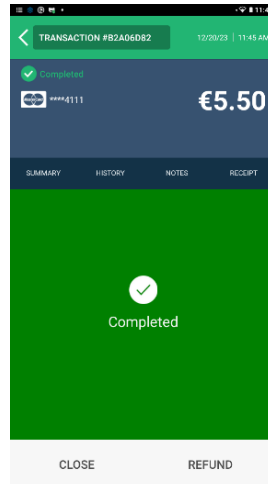 11:4
TRANSACTION #B2A06D82
12/20/23 | 11:45 AM
Completed
****4111
€5.50
SUMMARY HISTORY NOTES RECEIPT
Completed
CLOSE REFUND